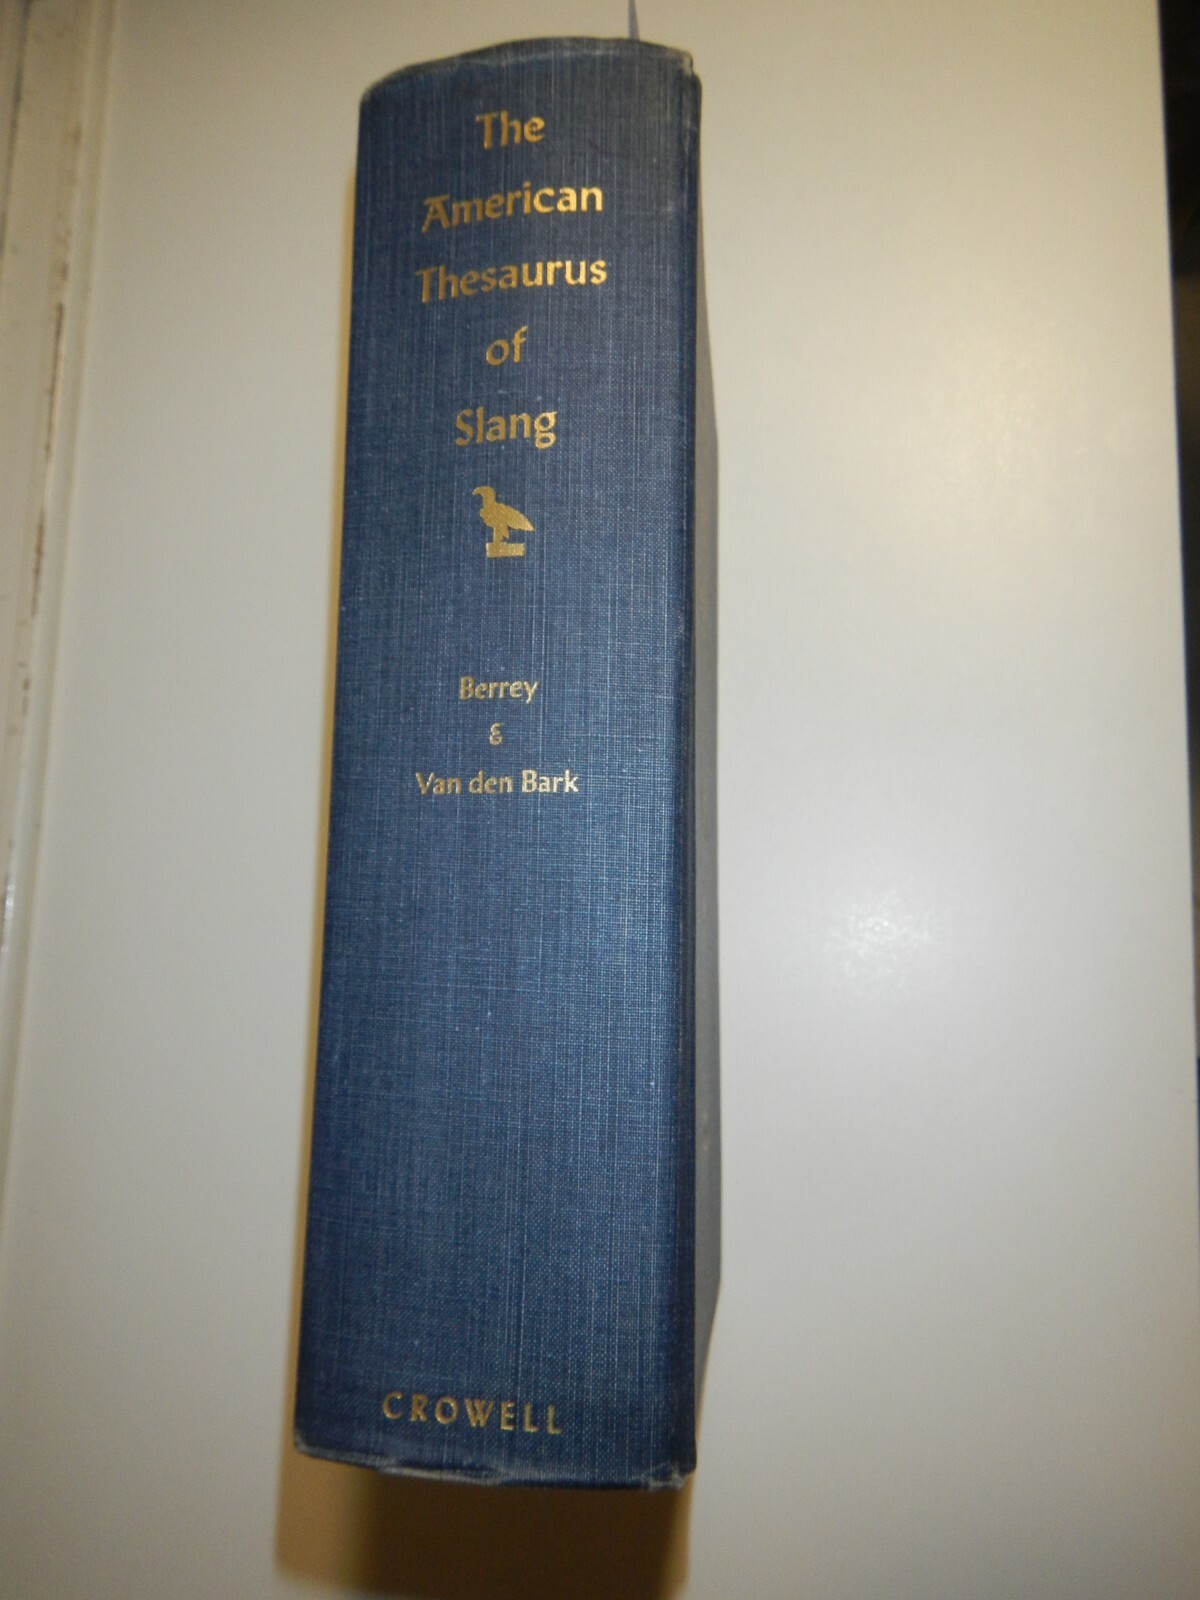 The
American
Thesaurus
of
Slang
Berrey
&
Van den Bark
CROWELL